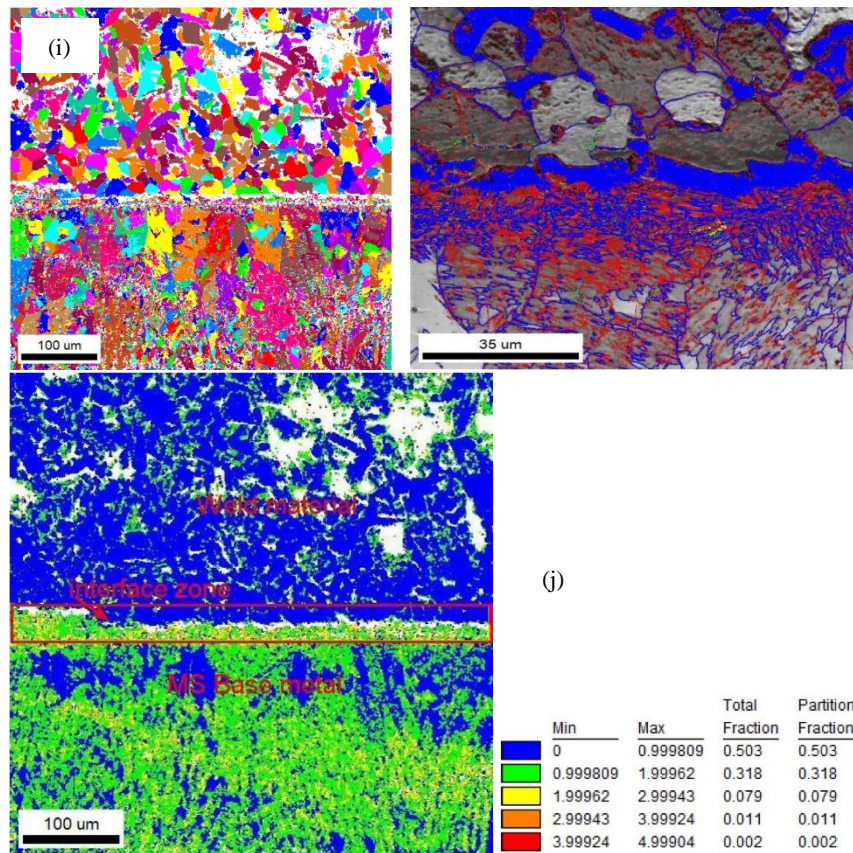 (i)
100 um
35 um
Weld material
interface zone
(j)
MS Base metal
100 um
Total Partition
Min Max Fraction Fraction
0 0.999809 0.503 0.503
0.999809 1.99962 0.318 0.318
1.99962 2.99943 0.079 0.079
2.99943 3.99924 0.011 0.011
3.99924 4.99904 0.002 0.002